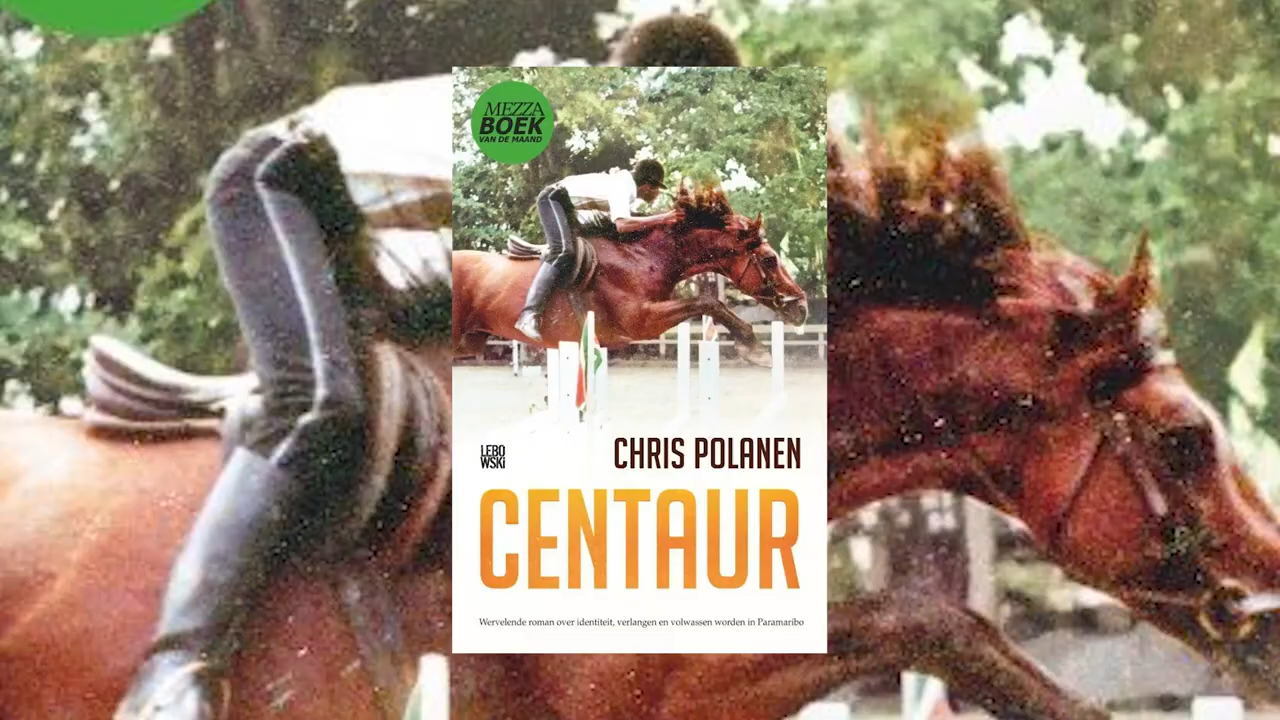 MEZZA
BOEK
VAN DE MAAND
LEBO
WSKi
CHRIS POLANEN
CENTAUR
Wervelende roman over identiteit, verlangen en volwassen worden in Paramaribo